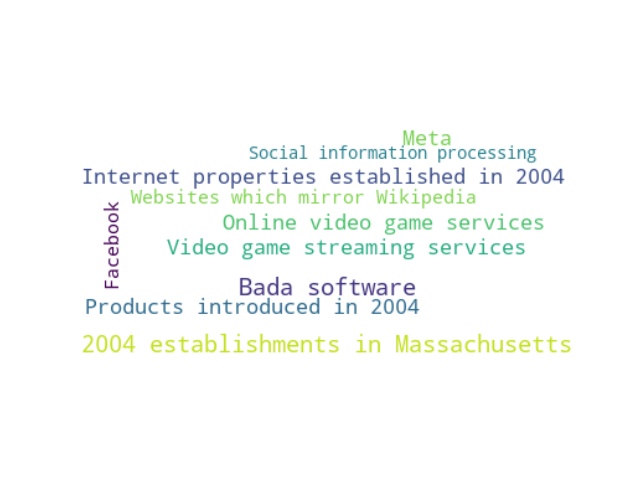 Meta
Social information processing
Internet properties established in 2004
Websites which mirror Wikipedia
Facebook
Online video game services
Video game streaming services
Bada software
Products introduced in 2004
2004 establishments in Massachusetts